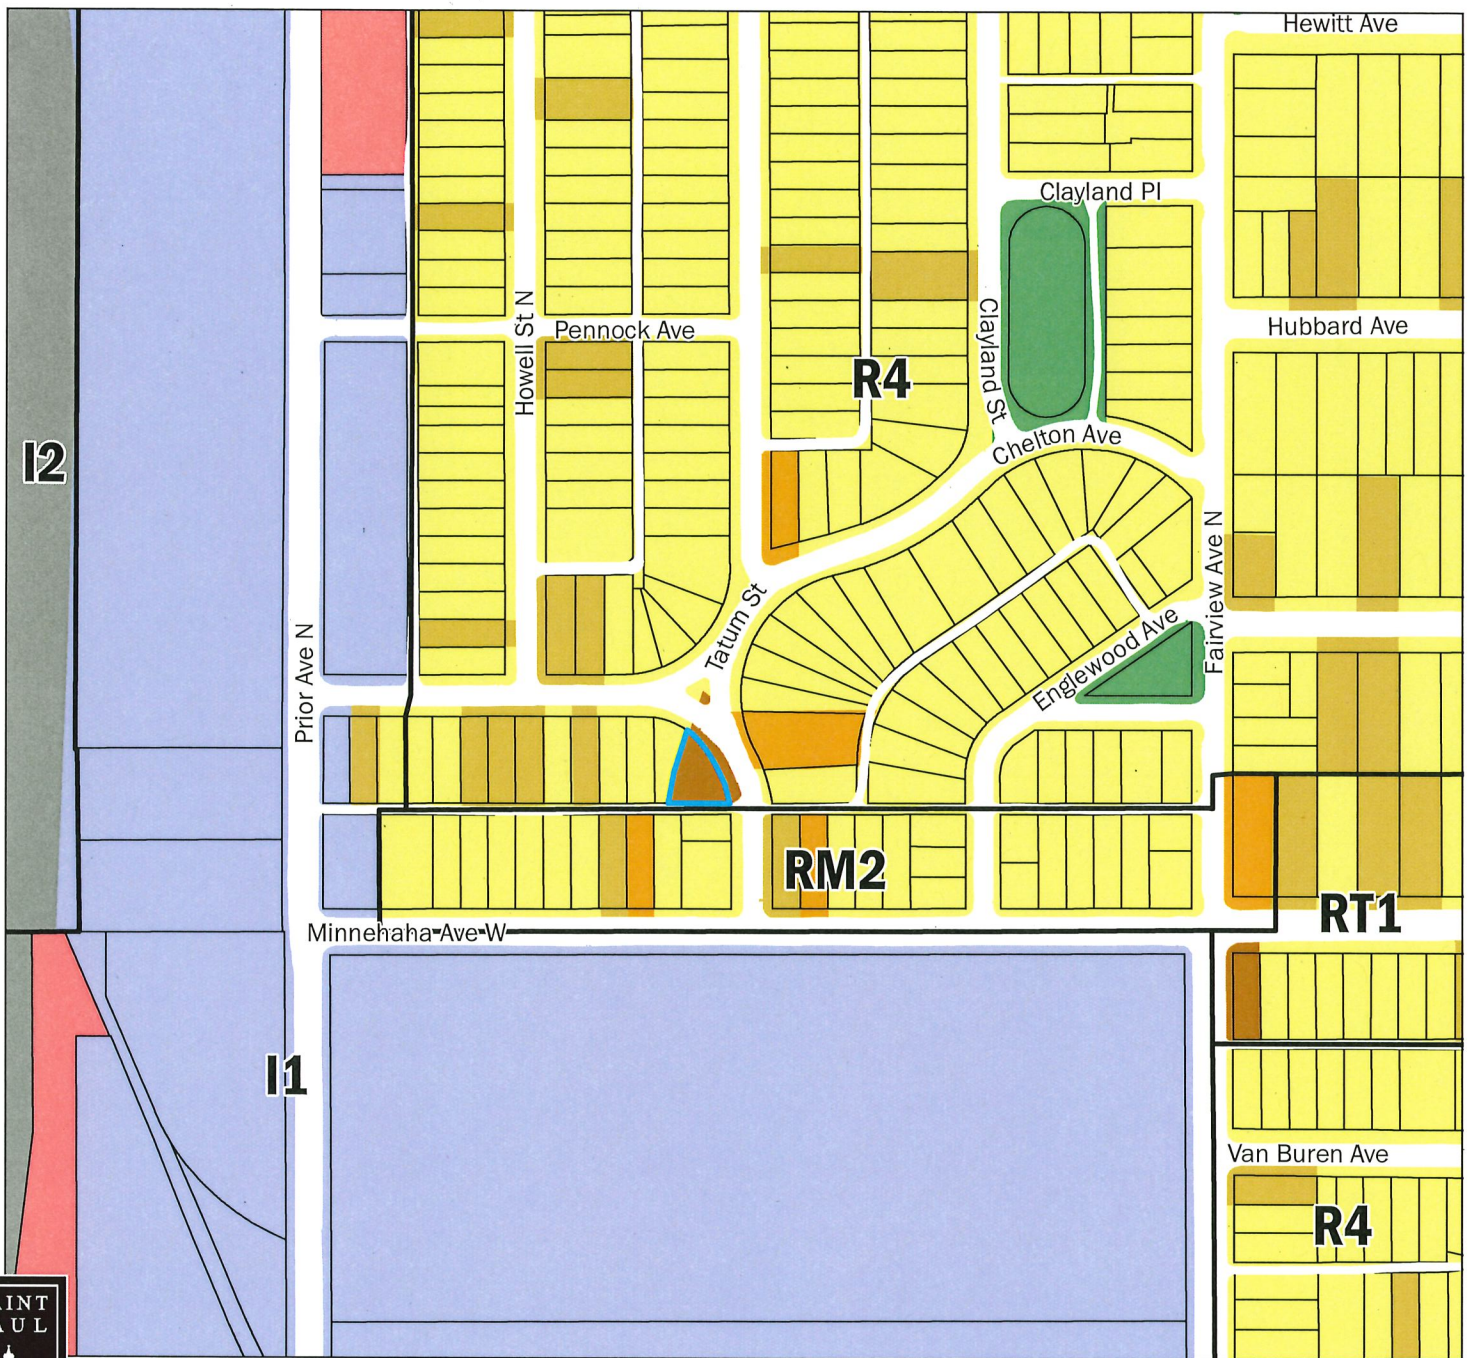 Hewitt Ave
Clayland Pl
Howell St N
Pennock Ave
Clayland St
Hubbard Ave
R4
Chelton Ave
I2
Fairview Ave N
Tatum St
Prior Ave N
Englewood Ave
RM2
RT1
Minnehaha Ave W
I1
Van Buren Ave
R4